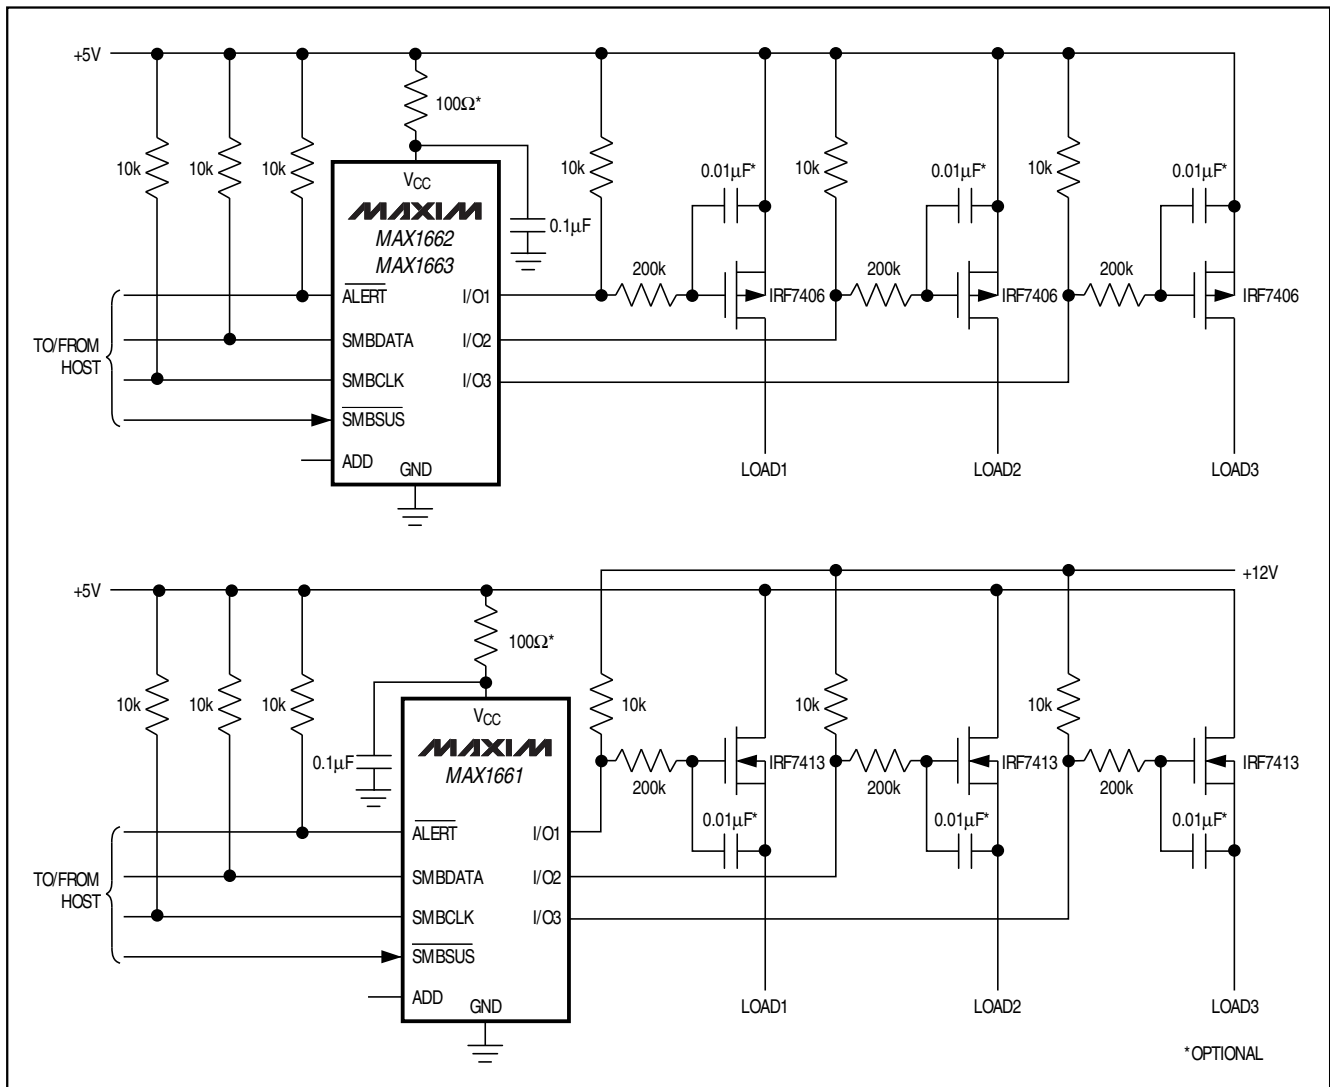 +5V
100Ω*
10k
10k
10k
10k
10k
10k
0.01µF*
0.01µF*
0.01µF*
VCC
MAXIM
MAX1662
MAX1663
0.1µF
200k
200k
200k
ALERT
I/O1
IRF7406
IRF7406
IRF7406
TO/FROM
HOST
SMBDATA
I/O2
SMBCLK
I/O3
SMBSUS
ADD
GND
LOAD1
LOAD2
LOAD3
+5V
+12V
100Ω*
10k
10k
10k
10k
10k
10k
VCC
MAXIM
MAX1661
0.1µF
IRF7413
IRF7413
IRF7413
200k
200k
200k
0.01µF*
0.01µF*
0.01µF*
ALERT
I/O1
TO/FROM
HOST
SMBDATA
I/O2
SMBCLK
I/O3
SMBSUS
ADD
GND
LOAD1
LOAD2
LOAD3
*OPTIONAL